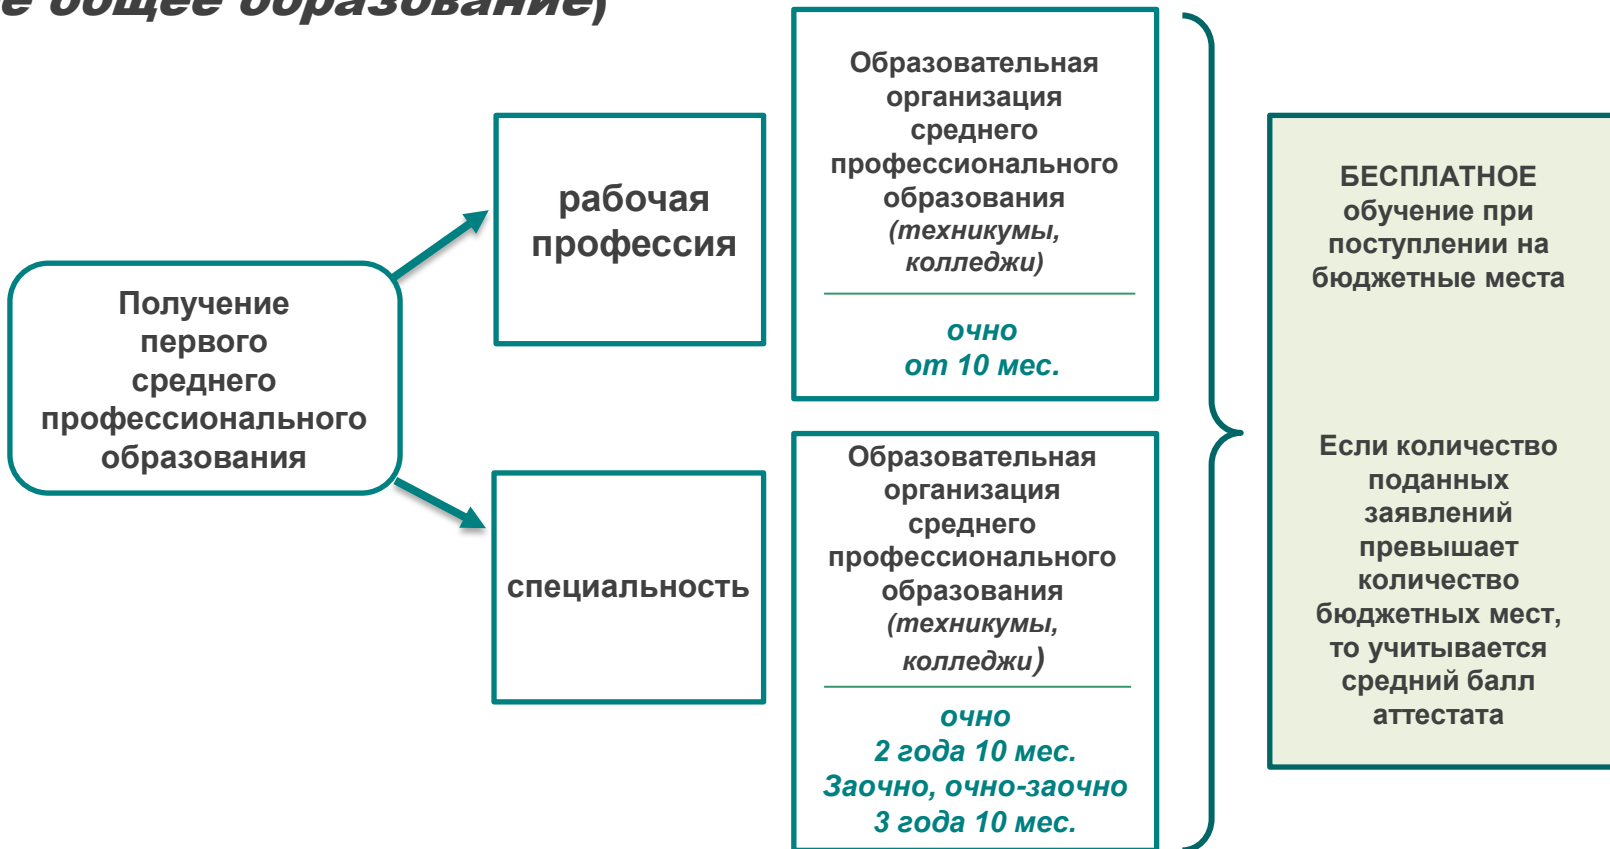 е общее образование)
Получение
первого
среднего
профессионального
образования
рабочая
профессия
специальность
Образовательная
организация
среднего
профессионального
образования
(техникумы,
колледжи)
очно
от 10 мес.
Образовательная
организация
среднего
профессионального
образования
(техникумы,
колледжи)
очно
2 года 10 мес.
Заочно, очно-заочно
3 года 10 мес.
БЕСПЛАТНОЕ
обучение при
поступлении на
бюджетные места
Если количество
поданных
заявлений
превышает
количество
бюджетных мест,
то учитывается
средний балл
аттестата